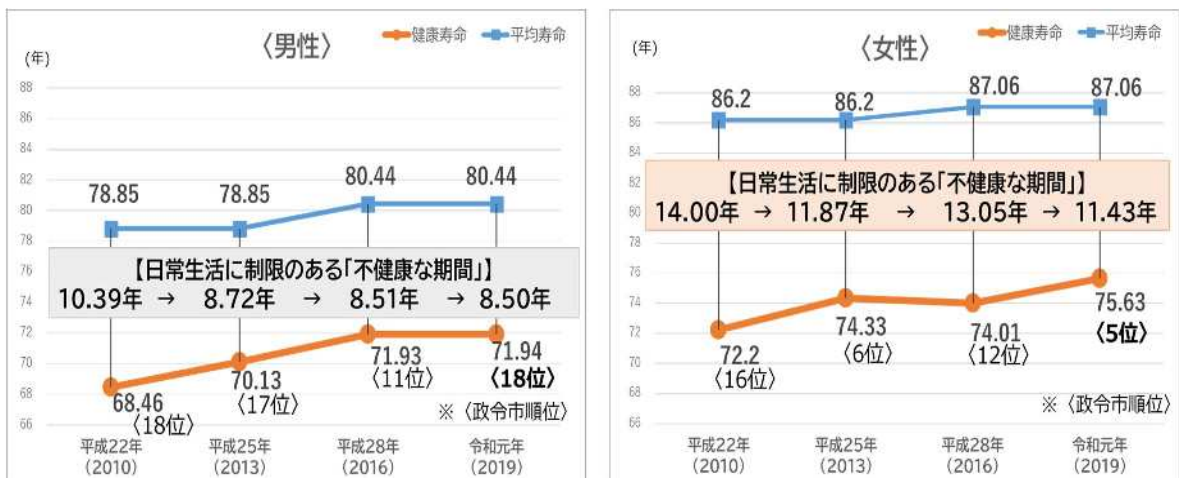 〈男性〉
健康寿命 平均寿命
(年)
88
86
84
82
80
78
76
74
72
70
68
66
78.85 78.85 80.44 80.44
【日常生活に制限のある「不健康な期間」】
10.39年 → 8.72年 → 8.51年 → 8.50年
68.46 70.13 71.93 71.94
〈18位〉 〈17位〉 〈11位〉 〈18位〉
※〈政令市順位〉
平成22年 平成25年 平成28年 令和元年
(2010) (2013) (2016) (2019)
〈女性〉
健康寿命 平均寿命
(年)
88
86
84
82
80
78
76
74
72
70
68
66
86.2 86.2 87.06 87.06
【日常生活に制限のある「不健康な期間」】
14.00年 → 11.87年 → 13.05年 → 11.43年
72.2 74.33 74.01 75.63
〈16位〉 〈6位〉 〈12位〉 〈5位〉
※〈政令市順位〉
平成22年 平成25年 平成28年 令和元年
(2010) (2013) (2016) (2019)